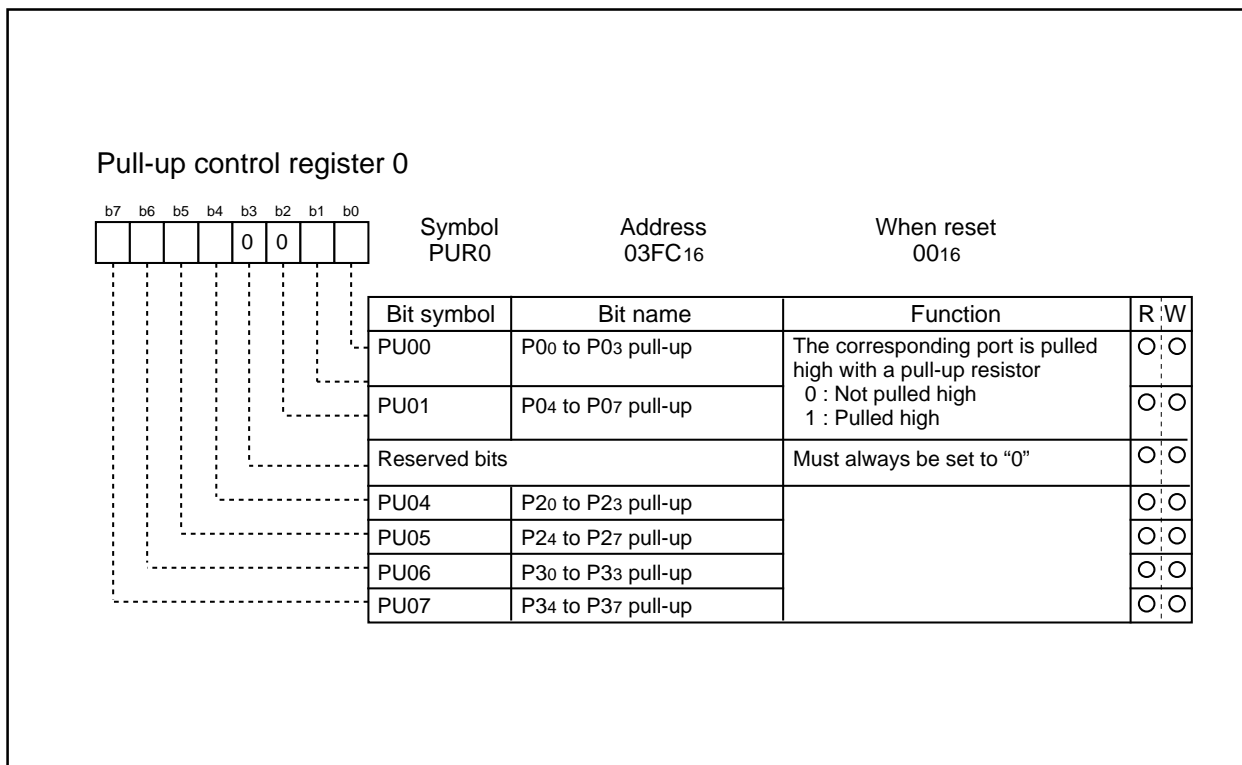 Pull-up control register 0
b7 b6 b5 b4 b3 b2 b1 b0
0 0
Symbol Address When reset
PUR0 03FC16 0016
Bit symbol Bit name Function R W
PU00 P00 to P03 pull-up The corresponding port is pulled O O
high with a pull-up resistor
0 : Not pulled high
PU01 P04 to P07 pull-up O O
1 : Pulled high
Reserved bits Must always be set to “0” O O
PU04 P20 to P23 pull-up O O
PU05 P24 to P27 pull-up O O
PU06 P30 to P33 pull-up O O
PU07 P34 to P37 pull-up O O